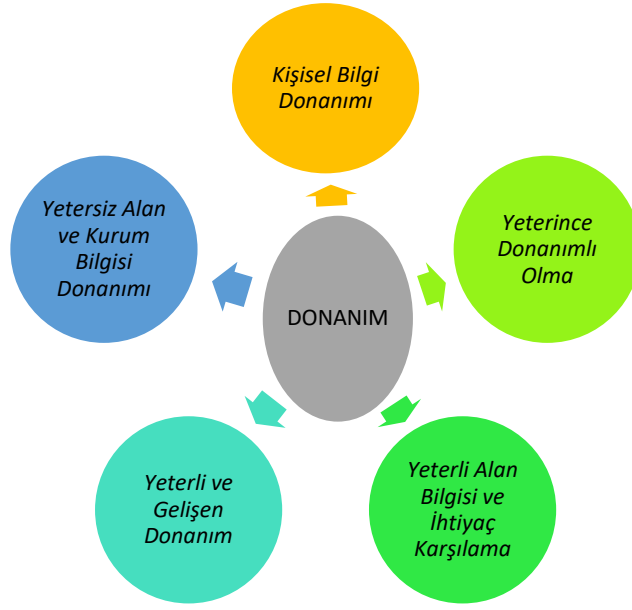 Kişisel Bilgi
Donanımı
Yetersiz Alan
ve Kurum
Bilgisi
Donanımı
Yeterince
Donanımlı
Olma
DONANIM
Yeterli ve
Gelişen
Donanım
Yeterli Alan
Bilgisi ve
İhtiyaç
Karşılama